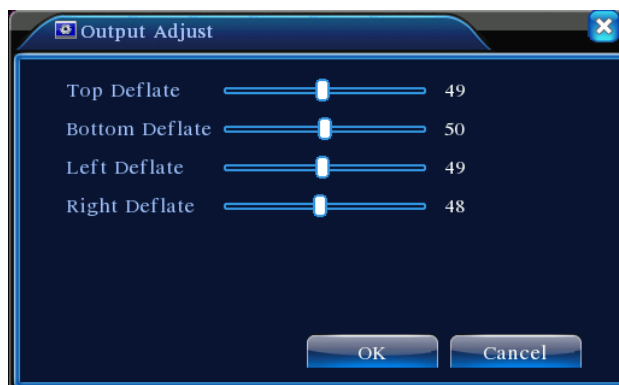 Output Adjust
Top Deflate 49
Bottom Deflate 50
Left Deflate 49
Right Deflate 48
OK Cancel